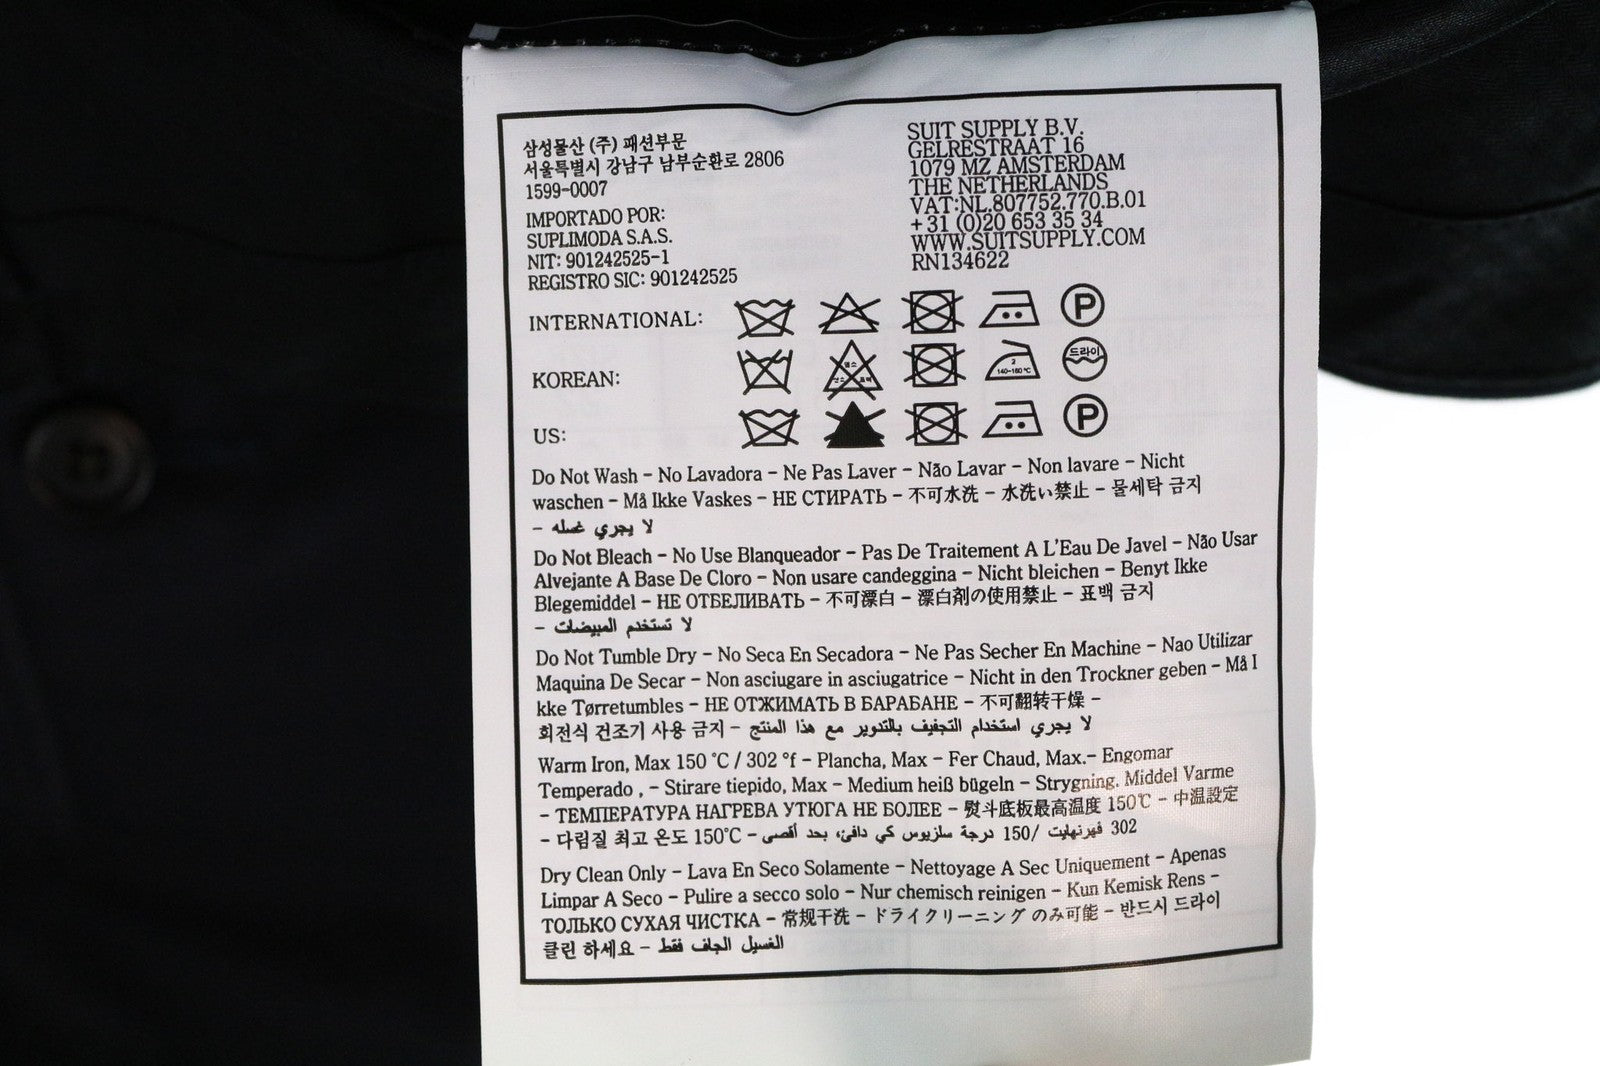 삼성물산 (주) 패션부문
서울특별시 강남구 남부순환로 2806
1599-0007
IMPORTADO POR:
SUPLIMODA S.A.S.
NIT: 901242525-1
REGISTRO SIC: 901242525
SUIT SUPPLY B.V.
GELRESTRAAT 16
1079 MZ AMSTERDAM
THE NETHERLANDS
VAT:NL.807752.770.B.01
+31 (0)20 653 35 34
WWW.SUITSUPPLY.COM
RN134622
INTERNATIONAL:
P
KOREAN:
2
140-160°C
드라이
US:
P
Do Not Wash - No Lavadora - Ne Pas Laver - Não Lavar - Non lavare - Nicht
waschen - Må Ikke Vaskes - НЕ СТИРАТЬ - 不可水洗 - 水洗い禁止 - 물세탁 금지
- لا يجري غسله
Do Not Bleach - No Use Blanqueador - Pas De Traitement A L'Eau De Javel - Não Usar
Alvejante A Base De Cloro - Non usare candeggina - Nicht bleichen - Benyt Ikke
Blegemiddel - НЕ ОТБЕЛИВАТЬ - 不可漂白 - 漂白剤の使用禁止 - 표백 금지
- لا تستخدم المبيضات
Do Not Tumble Dry - No Seca En Secadora - Ne Pas Secher En Machine - Nao Utilizar
Maquina De Secar - Non asciugare in asciugatrice - Nicht in den Trockner geben - Må I
kke Tørretumbles - НЕ ОТЖИМАТЬ В БАРАБАНЕ - 不可翻转干燥 -
회전식 건조기 사용 금지 - لا يجري استخدام التجفيف بالتدوير مع هذا المنتج
Warm Iron, Max 150 °C / 302 °f - Plancha, Max - Fer Chaud, Max.- Engomar
Temperado , - Stirare tiepido, Max - Medium heiß bügeln - Strygning. Middel Varme
- ТЕМПЕРАТУРА НАГРЕВА УТЮГА НЕ БОЛЕЕ - 熨斗底板最高温度 150℃ - 中温設定
- 다림질 최고 온도 150℃ - 302 فهرنهايت /150 درجة سلزيوس كي دافئ، بحد أقصى
Dry Clean Only - Lava En Seco Solamente - Nettoyage A Sec Uniquement - Apenas
Limpar A Seco - Pulire a secco solo - Nur chemisch reinigen - Kun Kemisk Rens -
ТОЛЬКО СУХАЯ ЧИСТКА - 常规干洗 - ドライクリーニング のみ可能 - 반드시 드라이
클린 하세요 - الغسيل الجاف فقط